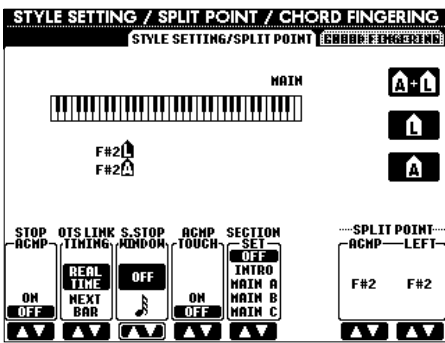 STYLE SETTING / SPLIT POINT / CHORD FINGERING
STYLE SETTING/SPLIT POINT CHORD FINGERING
MAIN
A+L
F#2 L
F#2 A
L
A
STOP ACMP
ON
OFF
OTS LINK TIMING
REAL TIME
NEXT BAR
S.STOP WINDOW
OFF
ACMP TOUCH
ON
OFF
SECTION SET
OFF
INTRO
MAIN A
MAIN B
MAIN C
SPLIT POINT
ACMP LEFT
F#2 F#2